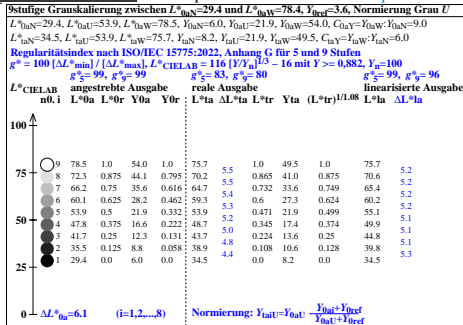 9stufige Grauskalierung zwischen L*0aN=29.4 und L*0aW=78.4, Y0ref=3.6, Normierung Grau U
L*0aN=29.4, L*0aU=53.9, L*0aW=78.5, Y0aN=6.0, Y0aU=21.9, Y0aW=54.0, C0aY=Y0aW:Y0aN=9.0
L*taN=34.5, L*taU=53.9, L*taW=75.7, YtaN=8.2, YtaU=21.9, YtaW=49.5, CtaY=YtaW:YtaN=6.0
Regularitätsindex nach ISO/IEC 15775:2022, Anhang G für 5 und 9 Stufen
g* = 100 [ΔL*min] / [ΔL*max], L*CIELAB = 116 [Y/Yn]1/3 − 16 mit Y >= 0,882, Yn=100
g*5= 99, g*9= 99 g*5= 83, g*9= 80 g*5= 99, g*9= 96
L*CIELAB angestrebte Ausgabe reale Ausgabe linearisierte Ausgabe
n0. i L*0a L*0r Y0a Y0r L*ta ΔL*ta L*tr Yta (L*tr)1/1.08 L*la ΔL*la
100
9 78.5 1.0 54.0 1.0 75.7 1.0 49.5 1.0 75.7
5.5 5.2
8 72.3 0.875 44.1 0.795 70.2 0.865 41.0 0.875 70.6
75
5.5 5.2
7 66.2 0.75 35.6 0.616 64.7 0.732 33.6 0.749 65.4
5.4 5.2
6 60.1 0.625 28.2 0.462 59.3 0.6 27.3 0.624 60.2
5.3 5.2
5 53.9 0.5 21.9 0.332 53.9 0.471 21.9 0.499 55.1
50
5.2 5.1
4 47.8 0.375 16.6 0.222 48.7 0.345 17.4 0.374 49.9
5.0 5.1
3 41.7 0.25 12.3 0.131 43.7 0.224 13.6 0.25 44.8
4.8 5.1
2 35.5 0.125 8.8 0.058 38.9 0.108 10.6 0.128 39.8
4.4 5.3
1 29.4 0.0 6.0 0.0 34.5 0.0 8.2 0.0 34.5
25
0
ΔL*0a=6.1 (i=1,2,...,8) Normierung: YtaiU=Y0aU Y0ai+Y0ref
Y0aU+Y0ref